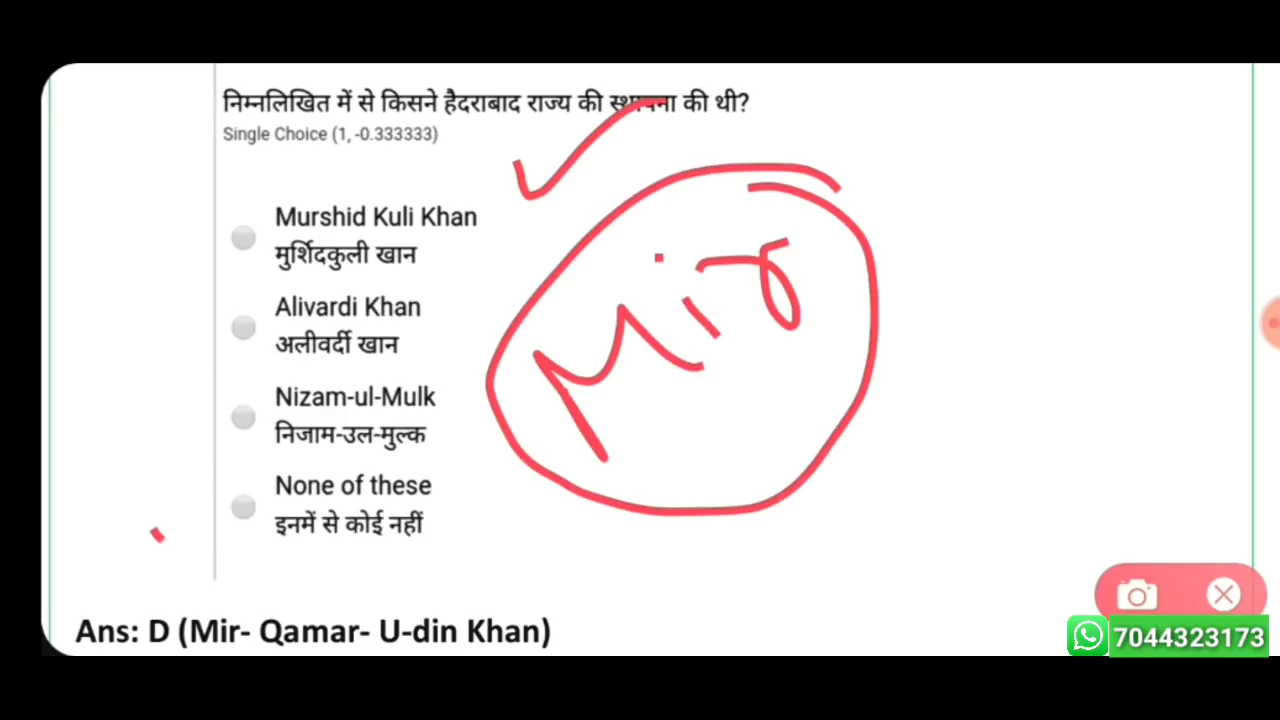 निम्नलिखित में से किसने हैदराबाद राज्य की स्थापना की थी?
Single Choice (1, -0.333333)
Murshid Kuli Khan
मुर्शिदकुली खान
Alivardi Khan
अलीवर्दी खान
Nizam-ul-Mulk
निजाम-उल-मुल्क
None of these
इनमें से कोई नहीं
Mir
Ans: D (Mir- Qamar- U-din Khan)
7044323173